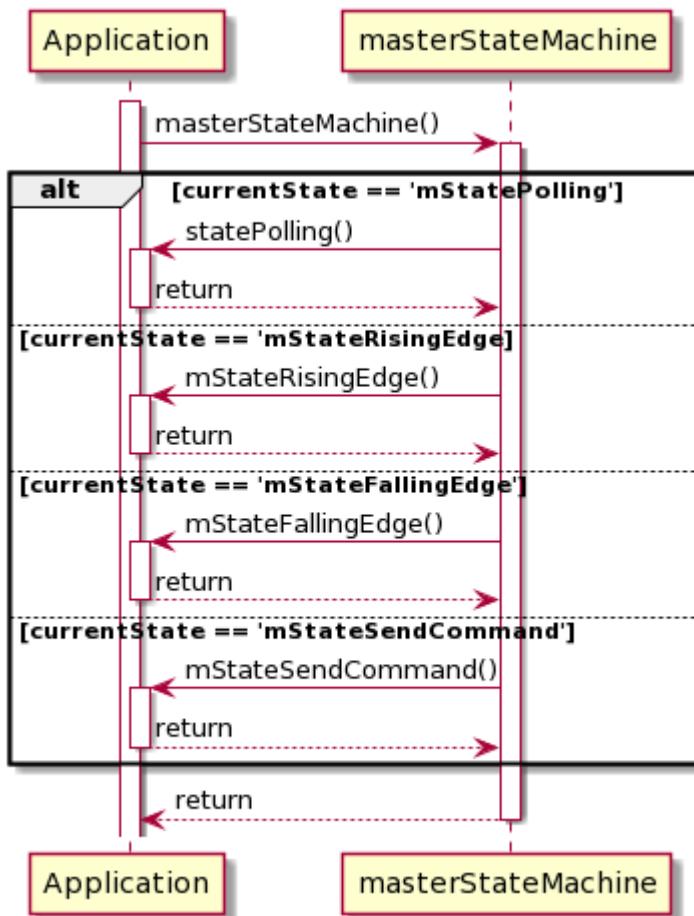 Application masterStateMachine
masterStateMachine()
alt [currentState == 'mStatePolling']
statePolling()
return
[currentState == 'mStateRisingEdge]
mStateRisingEdge()
return
[currentState == 'mStateFallingEdge']
mStateFallingEdge()
return
[currentState == 'mStateSendCommand']
mStateSendCommand()
return
return
Application masterStateMachine